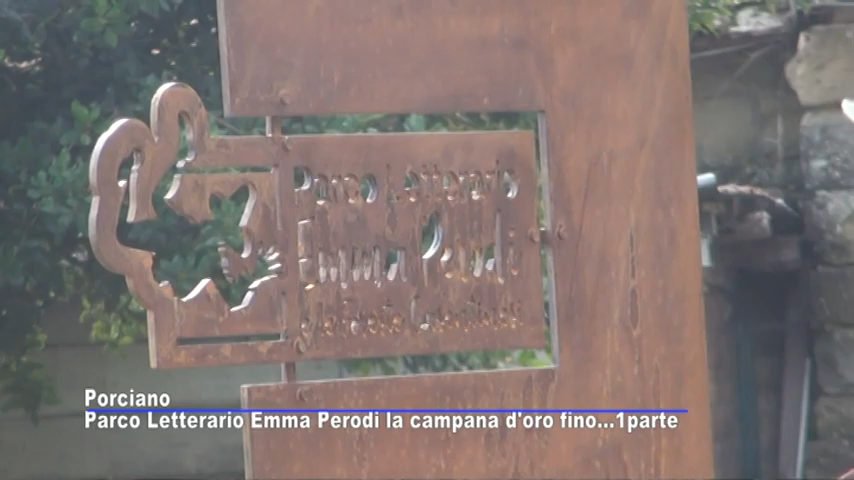 Parco Letterario
Emma Perodi
Porciano
Parco Letterario Emma Perodi la campana d'oro fino...1parte